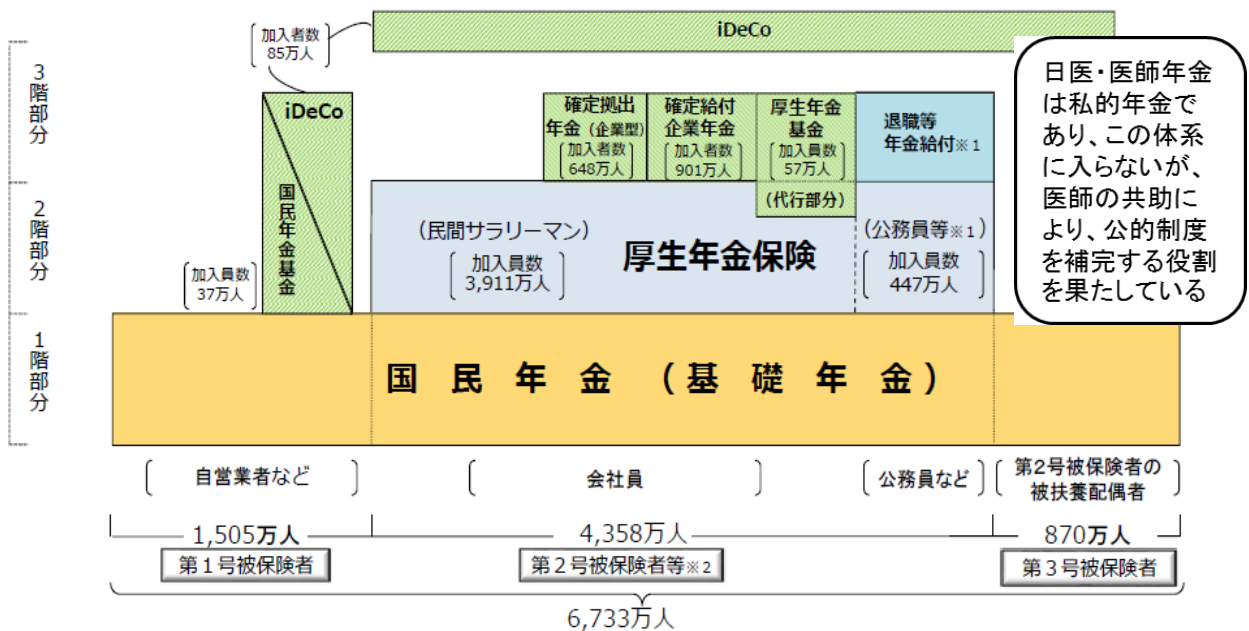 iDeCo
加入者数
85万人
3階部分
iDeCo
国民年金基金
加入員数
37万人
確定拠出
年金（企業型）
加入者数
648万人
確定給付
企業年金
加入者数
901万人
厚生年金
基金
加入員数
57万人
（代行部分）
退職等
年金給付※1
日医・医師年金
は私的年金で
あり、この体系
に入らないが、
医師の共助に
より、公的制度
を補完する役割
を果たしている
2階部分
（民間サラリーマン）
加入員数
3,911万人
厚生年金保険
（公務員等※1）
加入員数
447万人
1階部分
国民年金（基礎年金）
自営業者など
会社員
公務員など
第2号被保険者の
被扶養配偶者
1,505万人
4,358万人
870万人
第1号被保険者
第2号被保険者等※2
第3号被保険者
6,733万人